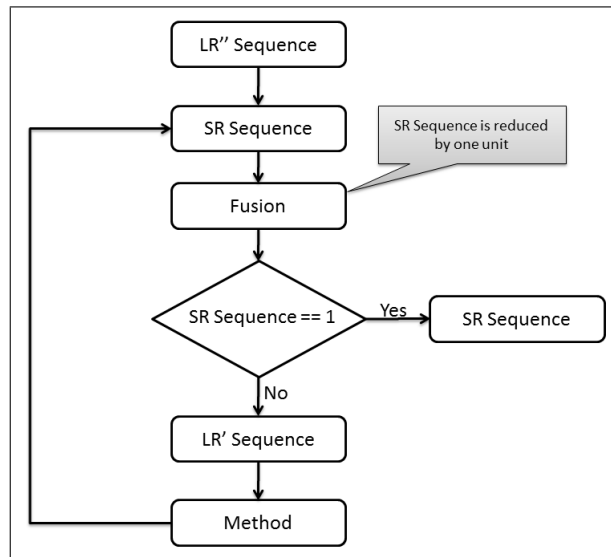 LR’’ Sequence
SR Sequence
SR Sequence is reduced
by one unit
Fusion
SR Sequence == 1
Yes
SR Sequence
No
LR’ Sequence
Method